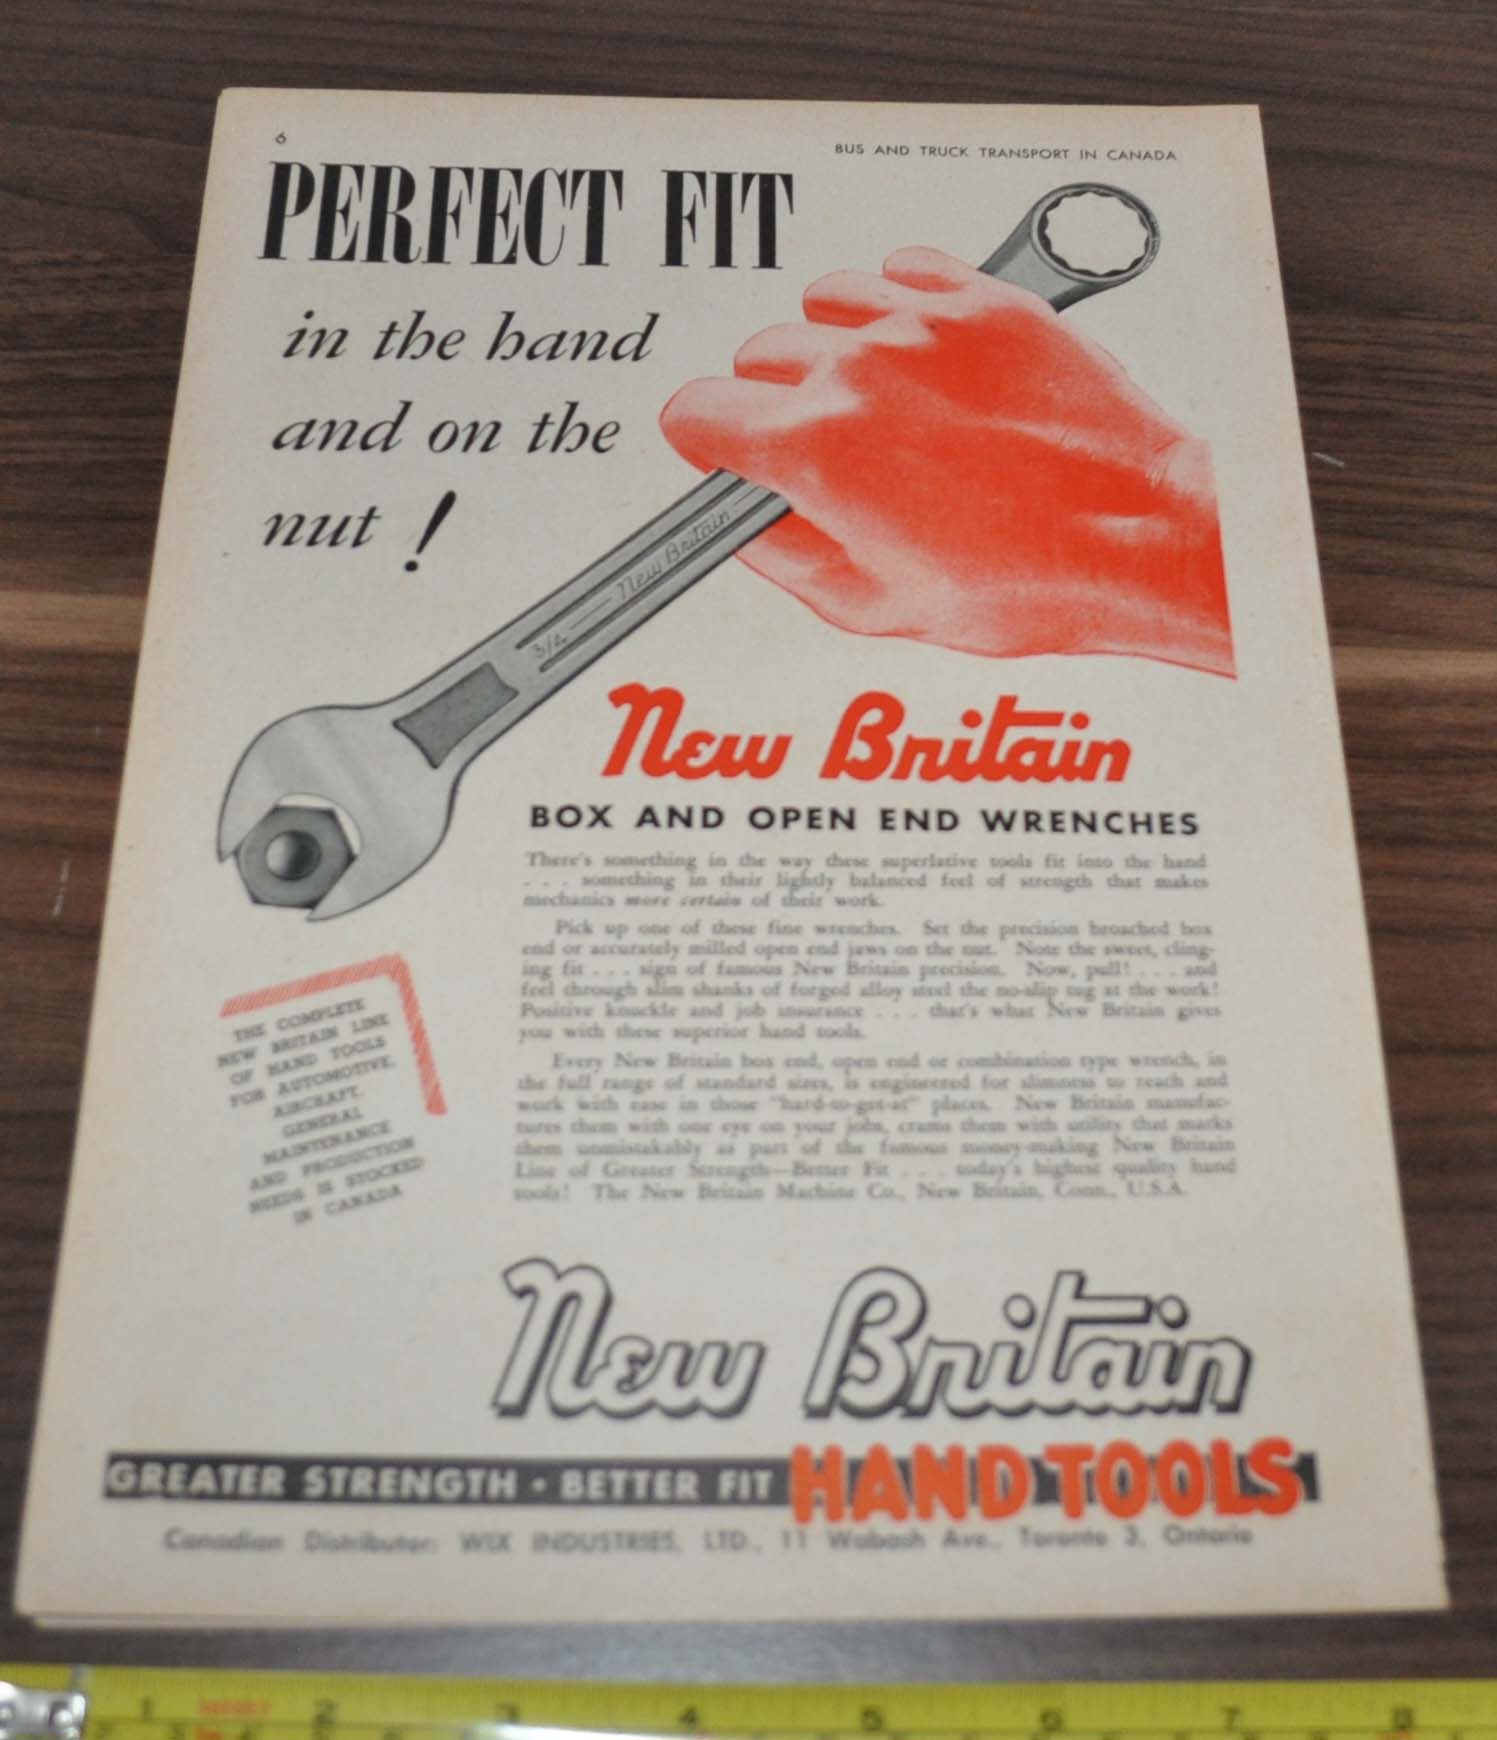 6
BUS AND TRUCK TRANSPORT IN CANADA
PERFECT FIT
in the hand
and on the
nut !
3/4 New Britain
New Britain
BOX AND OPEN END WRENCHES
There's something in the way these superlative tools fit into the hand
. . . something in their lightly balanced feel of strength that makes
mechanics more certain of their work.
Pick up one of these fine wrenches. Set the precision broached box
end or accurately milled open end jaws on the nut. Note the sweet, cling-
ing fit . . . sign of famous New Britain precision. Now, pull! . . . and
feel through slim shanks of forged alloy steel the no-slip tug at the work!
Positive knuckle and job insurance . . . that's what New Britain gives
you with these superior hand tools.
Every New Britain box end, open end or combination type wrench, in
the full range of standard sizes, is engineered for slimness to reach and
work with ease in those "hard-to-get-at" places. New Britain manufac-
tures them with one eye on your jobs, crams them with utility that marks
them unmistakably as part of the famous money-making New Britain
Line of Greater Strength—Better Fit . . . today's highest quality hand
tools! The New Britain Machine Co., New Britain, Conn., U.S.A.
THE COMPLETE
NEW BRITAIN LINE
OF HAND TOOLS
FOR AUTOMOTIVE,
AIRCRAFT,
GENERAL
MAINTENANCE
AND PRODUCTION
NEEDS IS STOCKED
IN CANADA
New Britain
GREATER STRENGTH • BETTER FIT HAND TOOLS
Canadian Distributor: WIX INDUSTRIES, LTD., 11 Wabash Ave., Toronto 3, Ontario
1 2 3 4 5 6 7 8